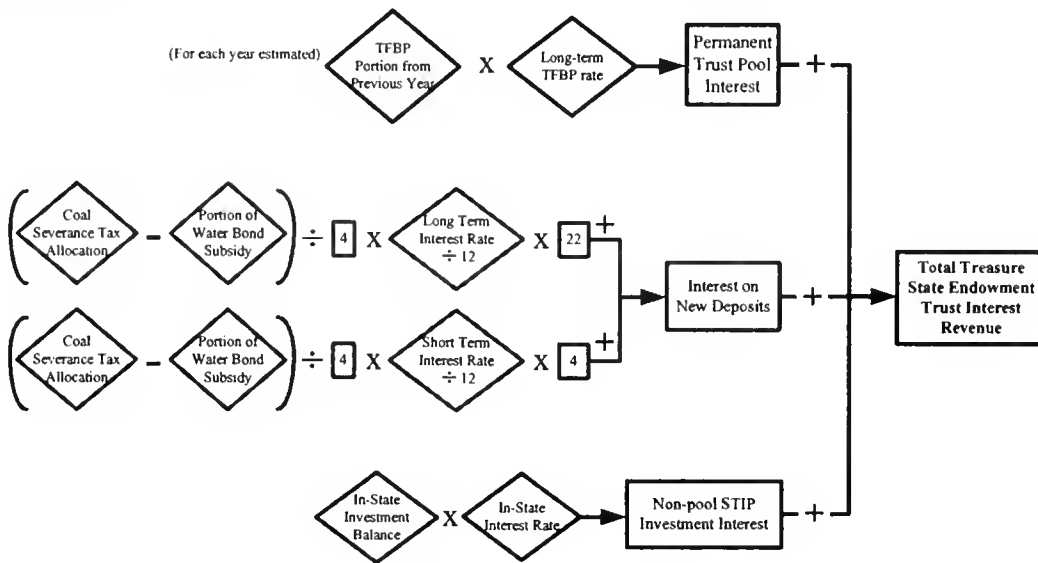 (For each year estimated)
TFBP
Portion from
Previous Year
X
Long-term
TFBP rate
Permanent
Trust Pool
Interest
+
(
Coal
Severance Tax
Allocation
−
Portion of
Water Bond
Subsidy
)
÷
4
X
Long Term
Interest Rate
÷ 12
X
22
+
(
Coal
Severance Tax
Allocation
−
Portion of
Water Bond
Subsidy
)
÷
4
X
Short Term
Interest Rate
÷ 12
X
4
+
Interest on
New Deposits
+
Total Treasure
State Endowment
Trust Interest
Revenue
In-State
Investment
Balance
X
In-State
Interest Rate
Non-pool STIP
Investment Interest
+